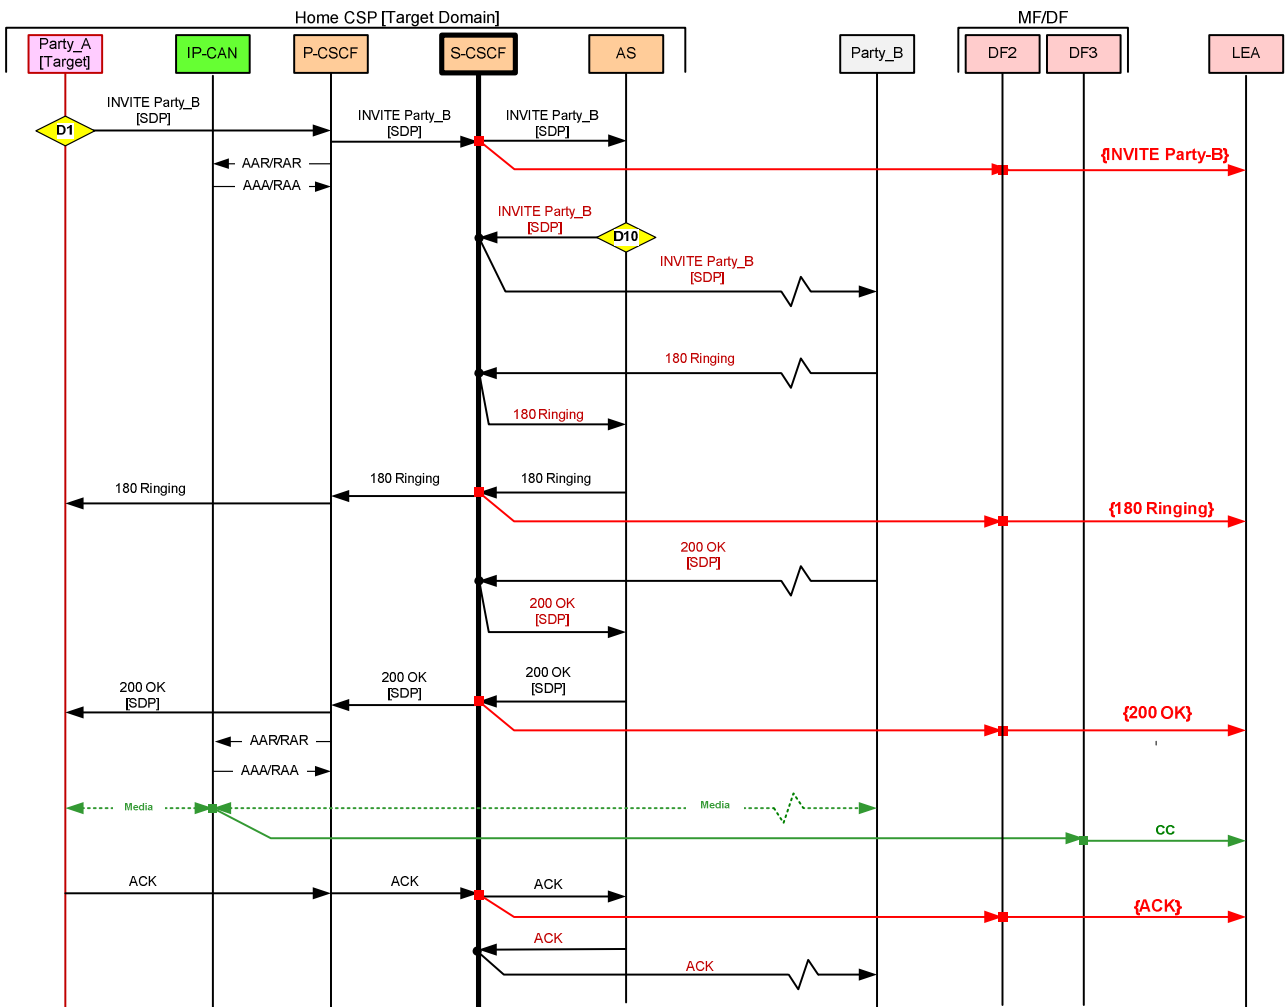 Home CSP [Target Domain]
MF/DF
Party_A
[Target]
IP-CAN
P-CSCF
S-CSCF
AS
Party_B
DF2
DF3
LEA
INVITE Party_B
[SDP]
INVITE Party_B
[SDP]
INVITE Party_B
[SDP]
D1
{INVITE Party-B}
AAR/RAR
AAA/RAA
INVITE Party_B
[SDP]
D10
INVITE Party_B
[SDP]
180 Ringing
180 Ringing
180 Ringing
180 Ringing
180 Ringing
{180 Ringing}
200 OK
[SDP]
200 OK
[SDP]
200 OK
[SDP]
200 OK
[SDP]
200 OK
[SDP]
{200 OK}
AAR/RAR
AAA/RAA
Media
Media
CC
ACK
ACK
ACK
{ACK}
ACK
ACK